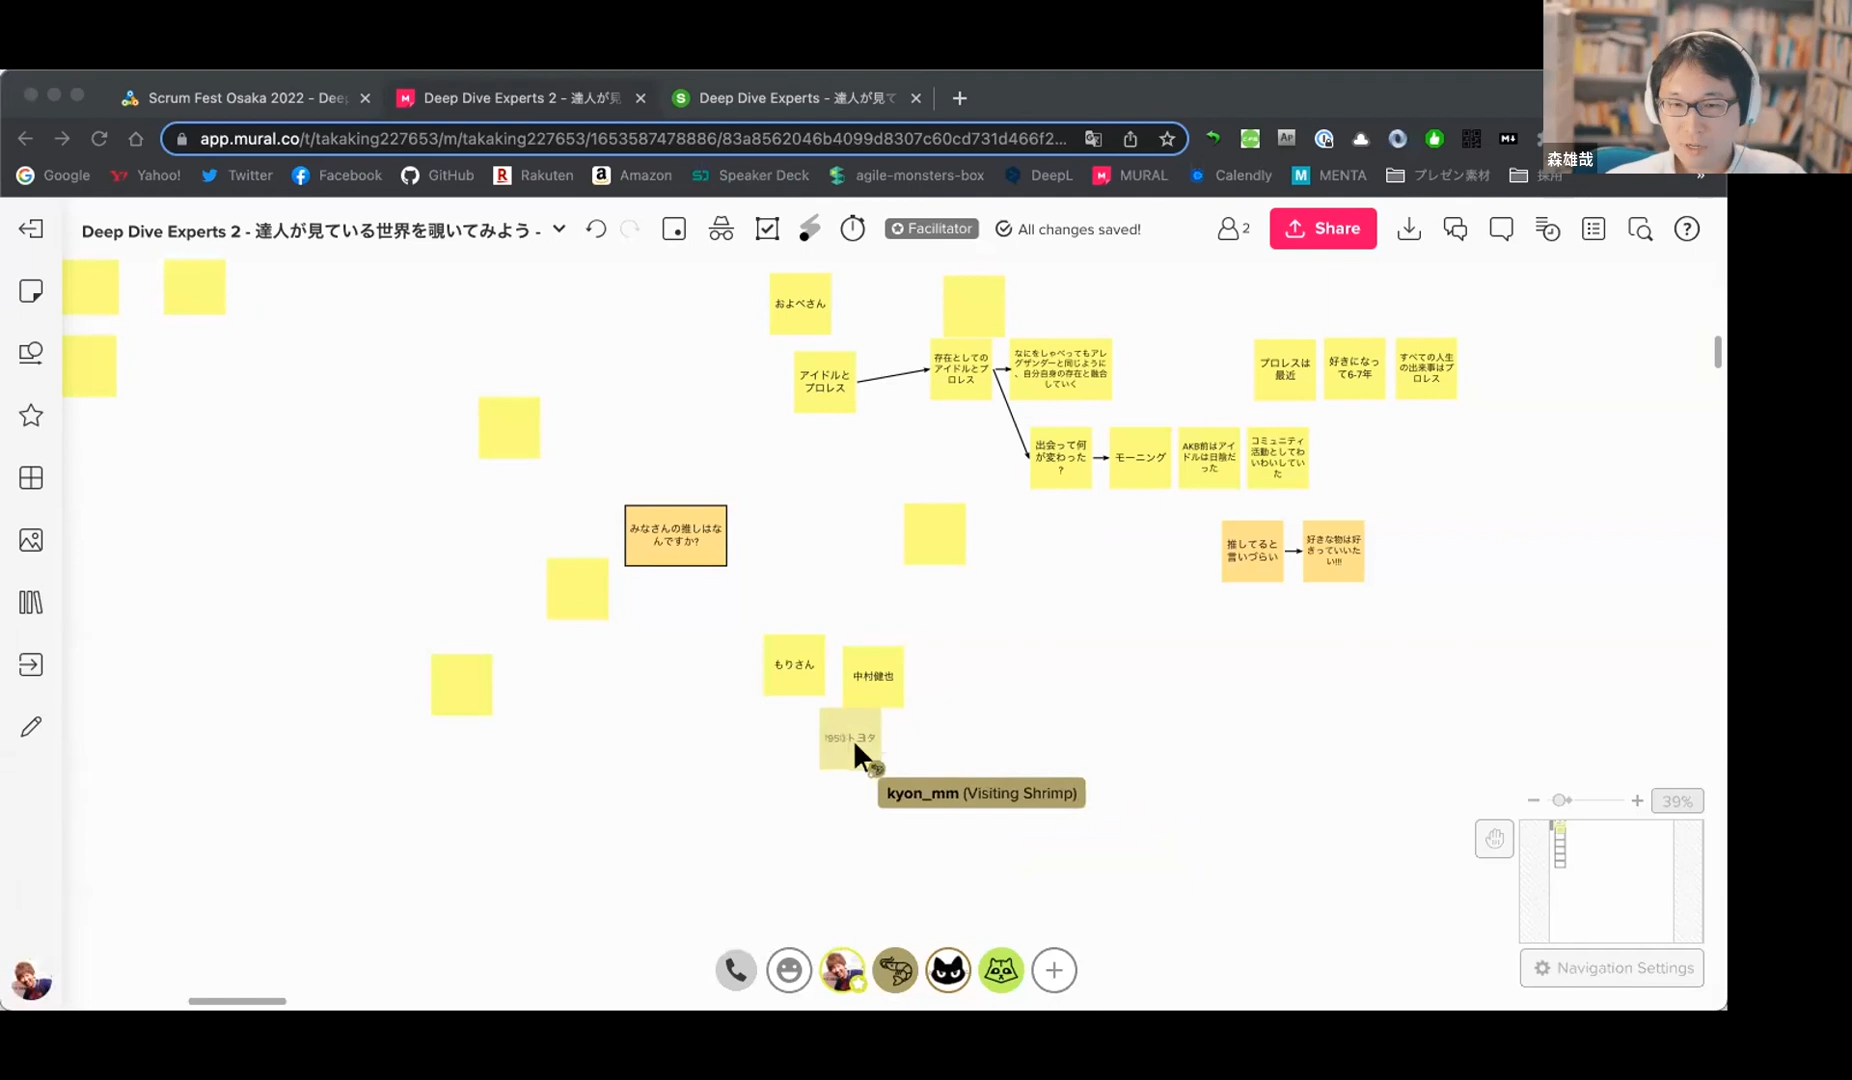 森雄哉
Scrum Fest Osaka 2022 - Dee
Deep Dive Experts 2 - 達人が見
Deep Dive Experts - 達人が見て
app.mural.co/t/takaking227653/m/takaking227653/1653587478886/83a8562046b4099d8307c60cd731d466f2...
Google
Yahoo!
Twitter
Facebook
GitHub
Rakuten
Amazon
Speaker Deck
agile-monsters-box
DeepL
MURAL
Calendly
MENTA
プレゼン素材
採用
»
Deep Dive Experts 2 - 達人が見ている世界を覗いてみよう -
Facilitator
All changes saved!
2
Share
およべさん
アイドルと
プロレス
存在としての
アイドルとプ
ロレス
なにをしゃべってもアレ
グザンダーと同じように
、自分自身の存在と融合
していく
プロレスは
最近
好きになっ
て6-7年
すべての人生
の出来事はプ
ロレス
出会って何
が変わった
?
モーニング
AKB前はアイ
ドルは日陰だ
った
コミュニティ
活動としてわ
いわいしてい
た
みなさんの推しはな
んですか?
推してると
言いづらい
好きな物は好
きっていいた
い!!!
もりさん
中村健也
トヨタ
kyon_mm (Visiting Shrimp)
39%
Navigation Settings